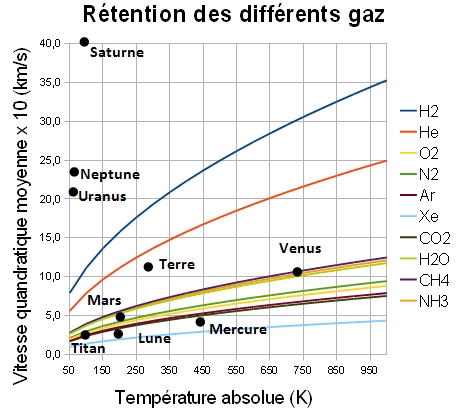 Rétention des différents gaz
Vitesse quandratique moyenne x 10 (km/s)
40,0
35,0
30,0
25,0
20,0
15,0
10,0
5,0
0,0
Saturne
Neptune
Uranus
Terre
Venus
Mars
Titan
Lune
Mercure
50 150 250 350 450 550 650 750 850 950
Température absolue (K)
H2
He
O2
N2
Ar
Xe
CO2
H2O
CH4
NH3